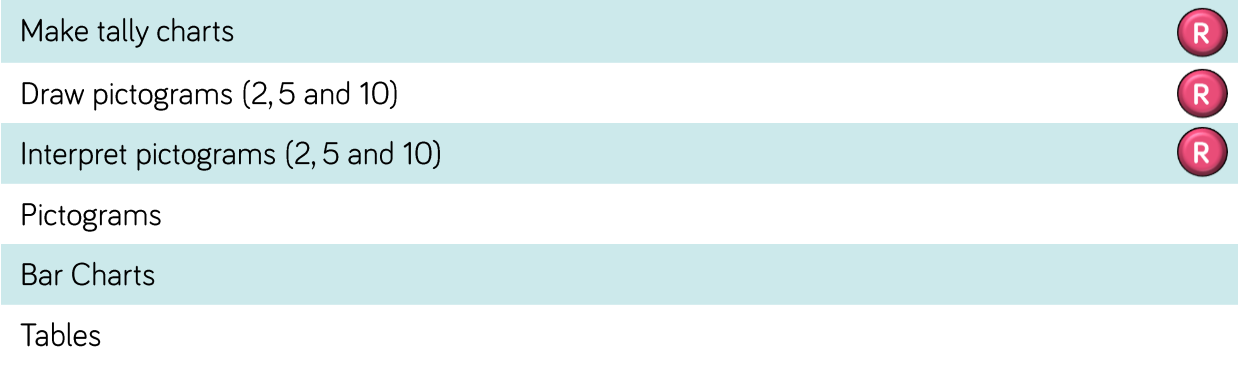 Make tally charts R
Draw pictograms (2, 5 and 10) R
Interpret pictograms (2, 5 and 10) R
Pictograms
Bar Charts
Tables